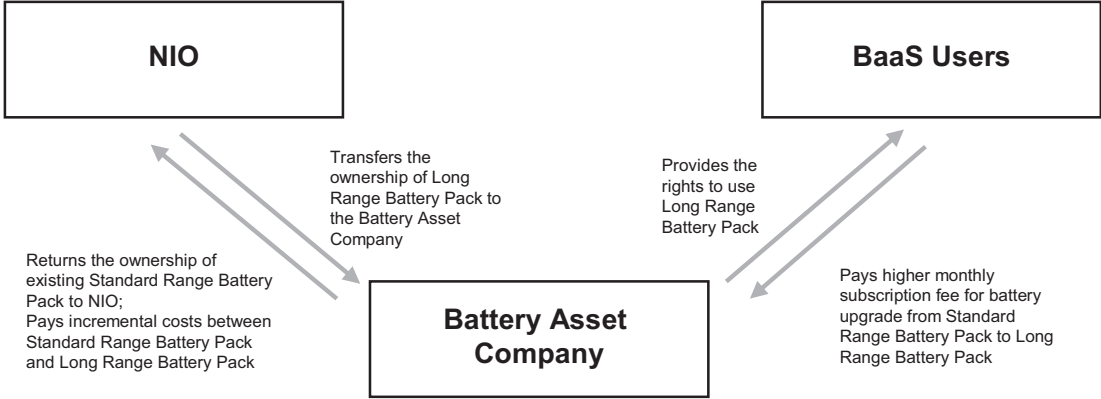 NIO
BaaS Users
Transfers the
ownership of Long
Range Battery Pack to
the Battery Asset
Company
Provides the
rights to use
Long Range
Battery Pack
Returns the ownership of
existing Standard Range Battery
Pack to NIO;
Pays incremental costs between
Standard Range Battery Pack
and Long Range Battery Pack
Battery Asset
Company
Pays higher monthly
subscription fee for battery
upgrade from Standard
Range Battery Pack to Long
Range Battery Pack